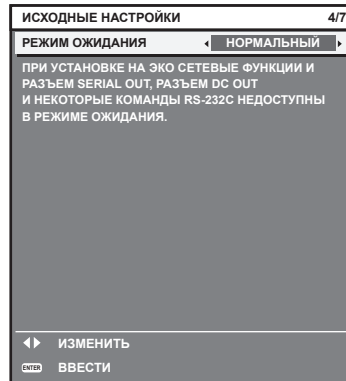 ИСХОДНЫЕ НАСТРОЙКИ 4/7
РЕЖИМ ОЖИДАНИЯ НОРМАЛЬНЫЙ
ПРИ УСТАНОВКЕ НА ЭКО СЕТЕВЫЕ ФУНКЦИИ И
РАЗЪЕМ SERIAL OUT, РАЗЪЕМ DC OUT
И НЕКОТОРЫЕ КОМАНДЫ RS-232C НЕДОСТУПНЫ
В РЕЖИМЕ ОЖИДАНИЯ.
ИЗМЕНИТЬ
ENTER ВВЕСТИ